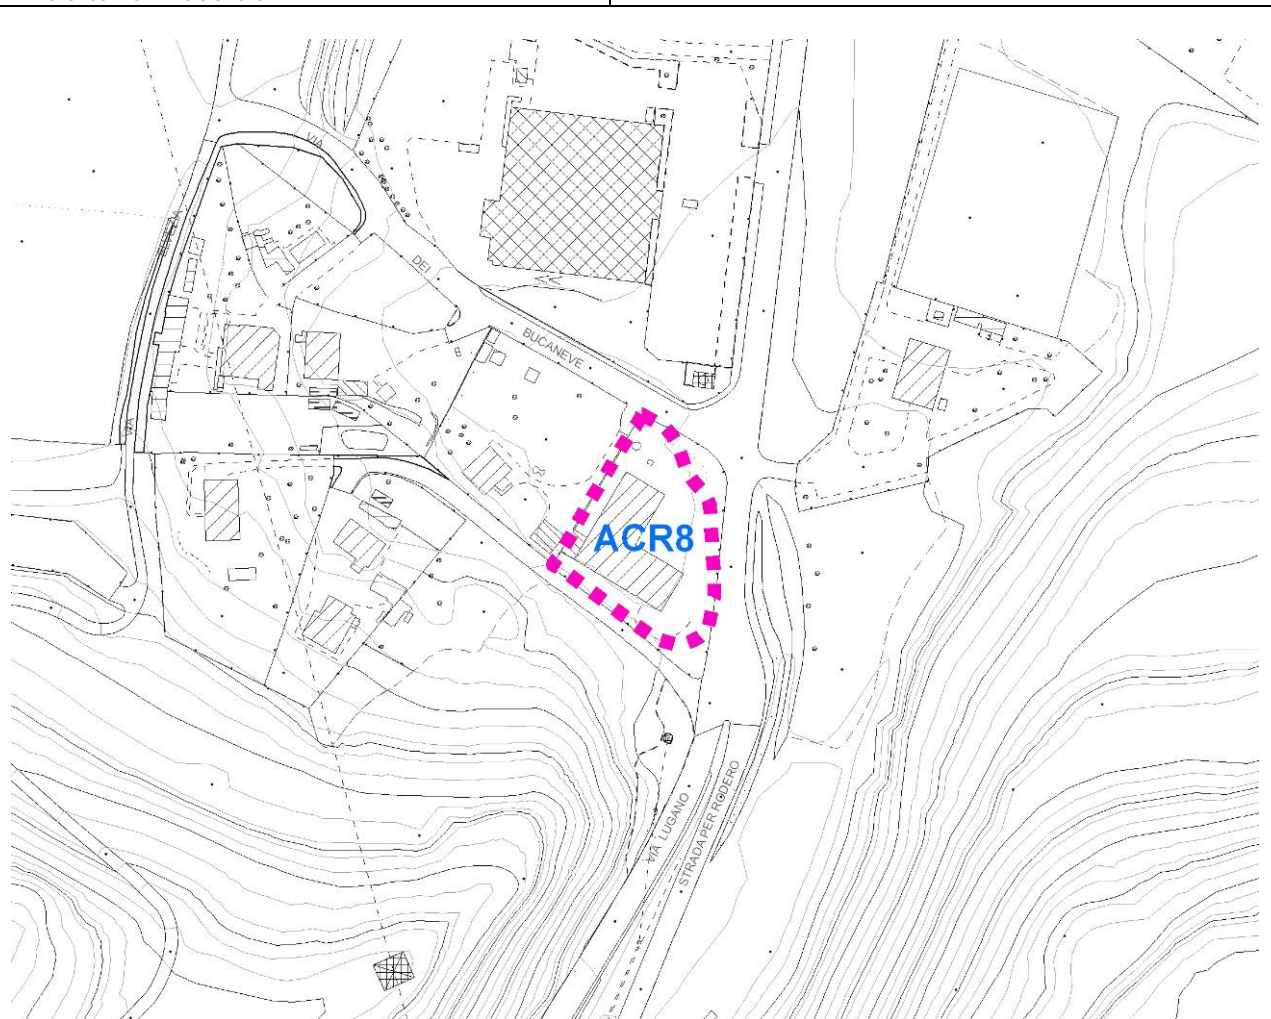 VIA
DEI
BUCANEVE
ACR8
VIA
VIA LUGANO
STRADA PER RODERO